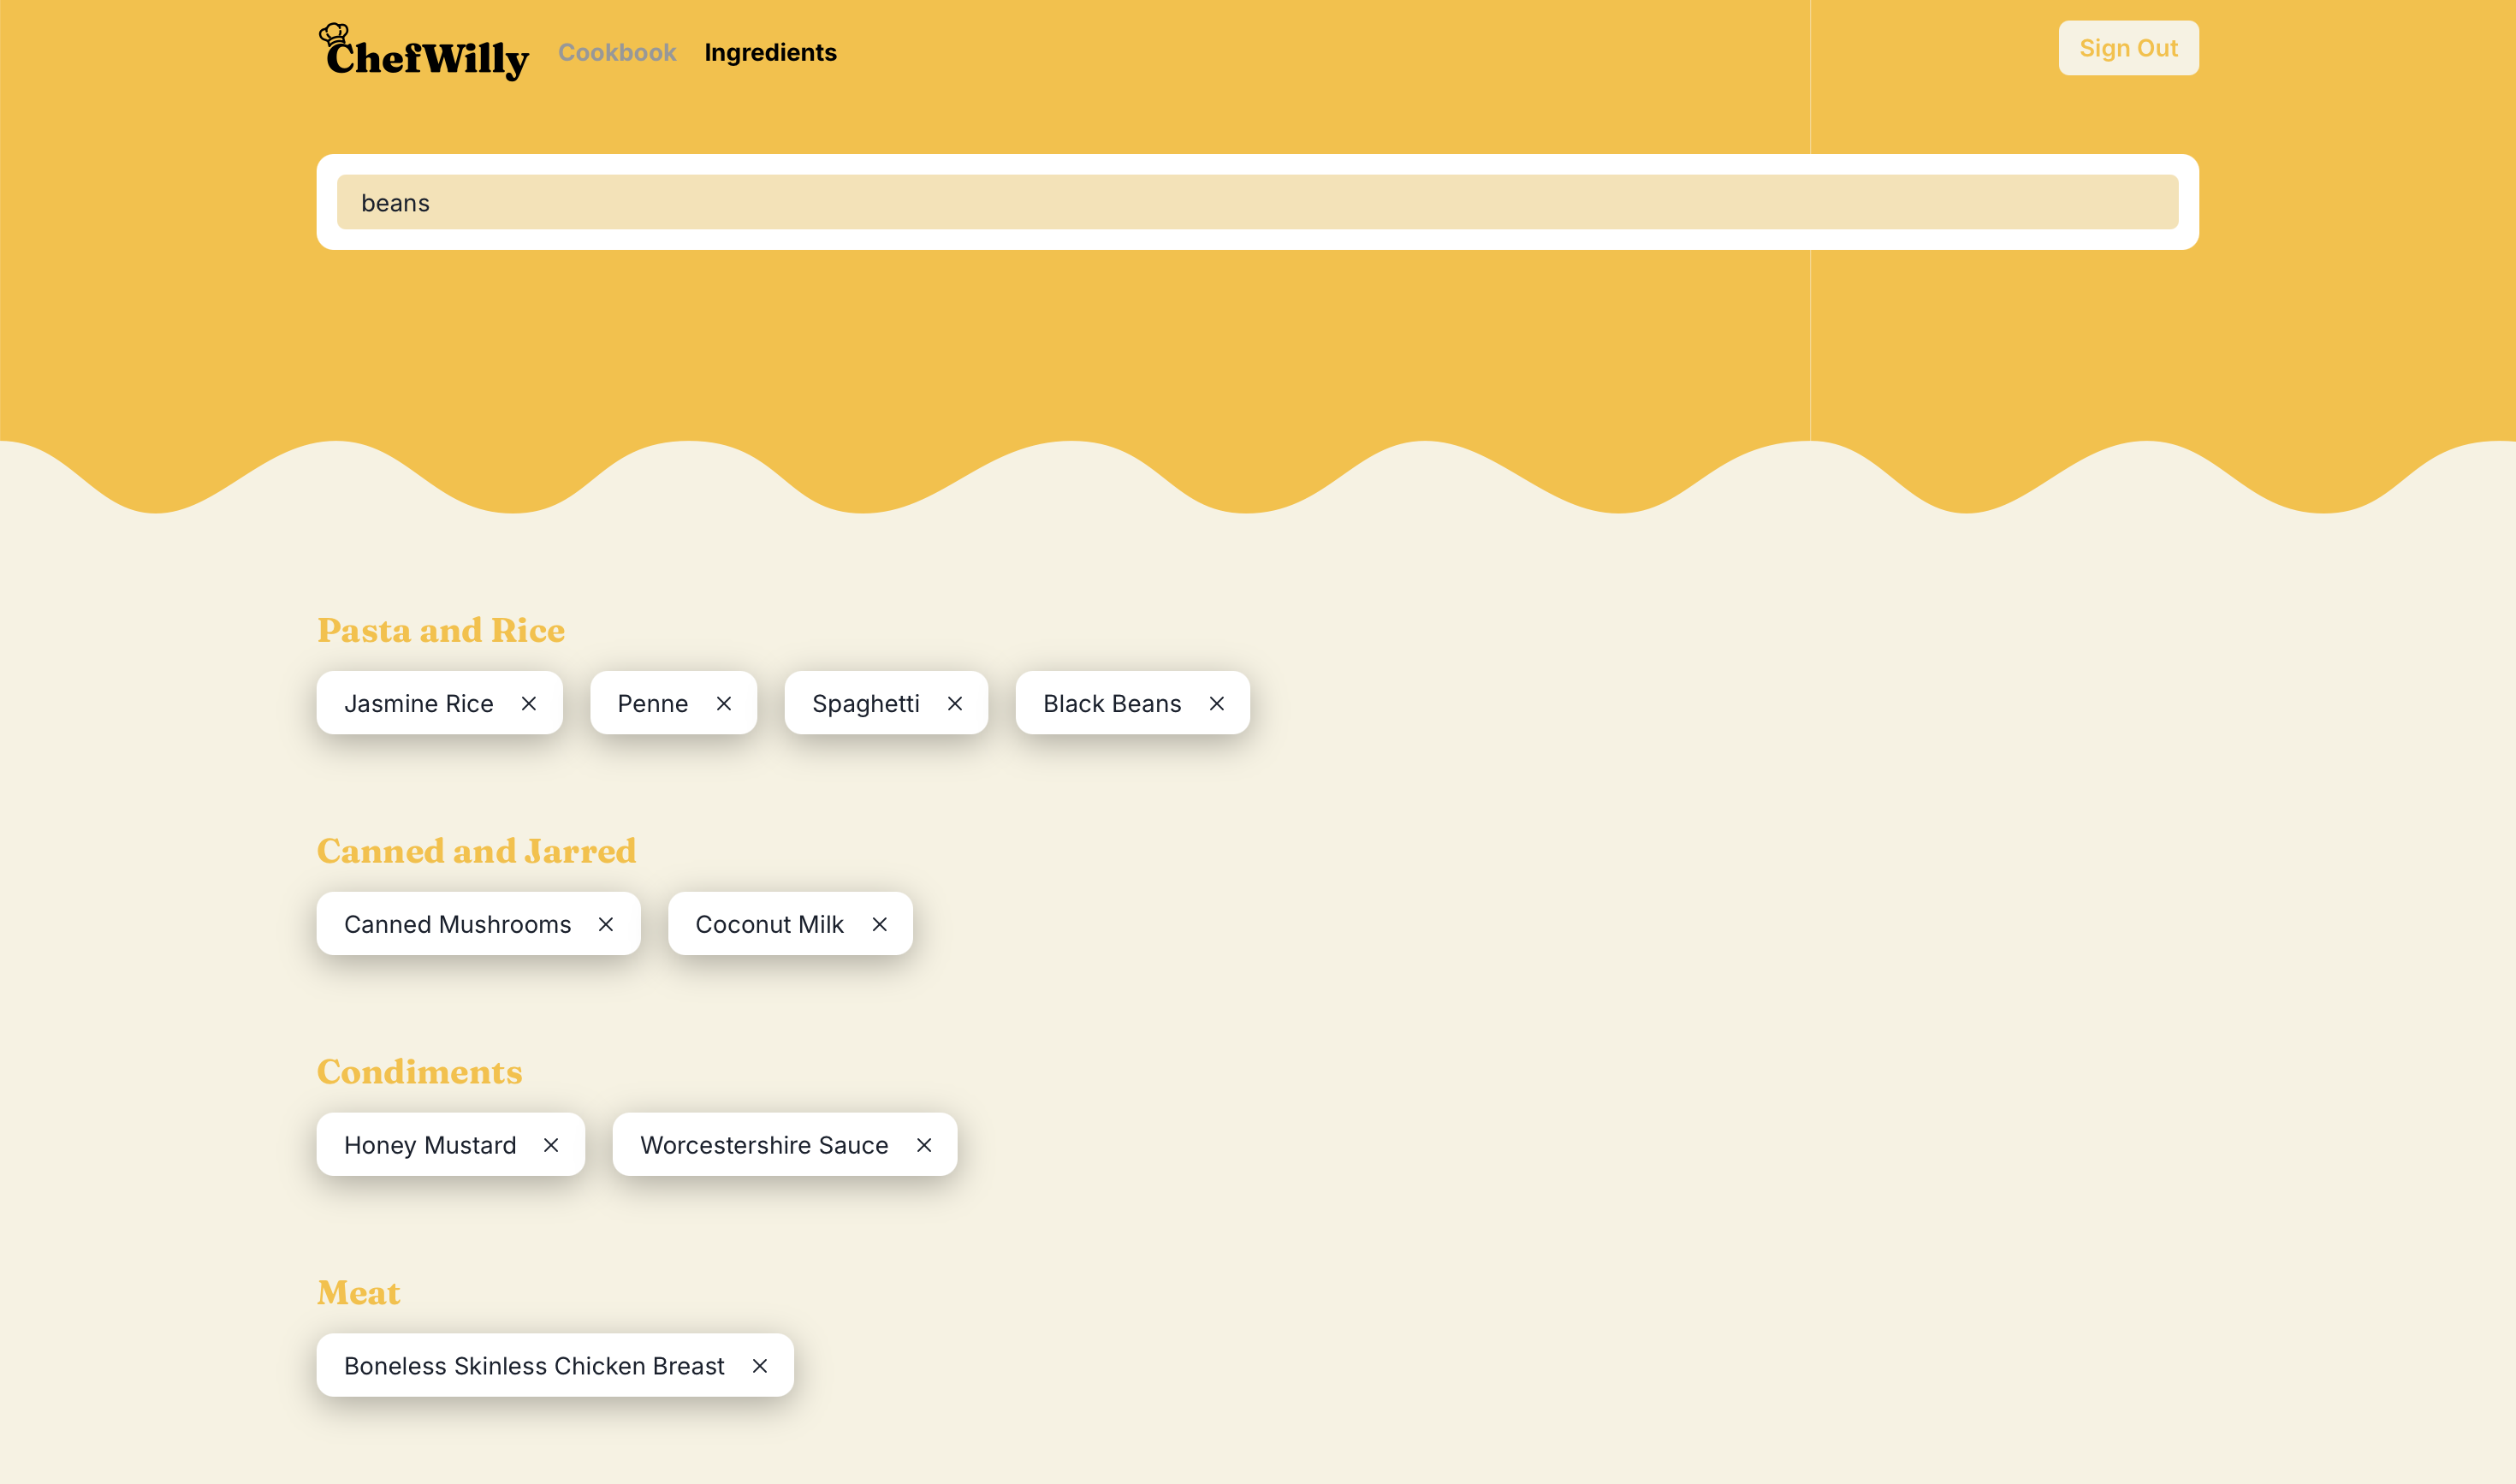 ChefWilly Cookbook Ingredients Sign Out
beans
Pasta and Rice
Jasmine Rice Penne Spaghetti Black Beans
Canned and Jarred
Canned Mushrooms Coconut Milk
Condiments
Honey Mustard Worcestershire Sauce
Meat
Boneless Skinless Chicken Breast